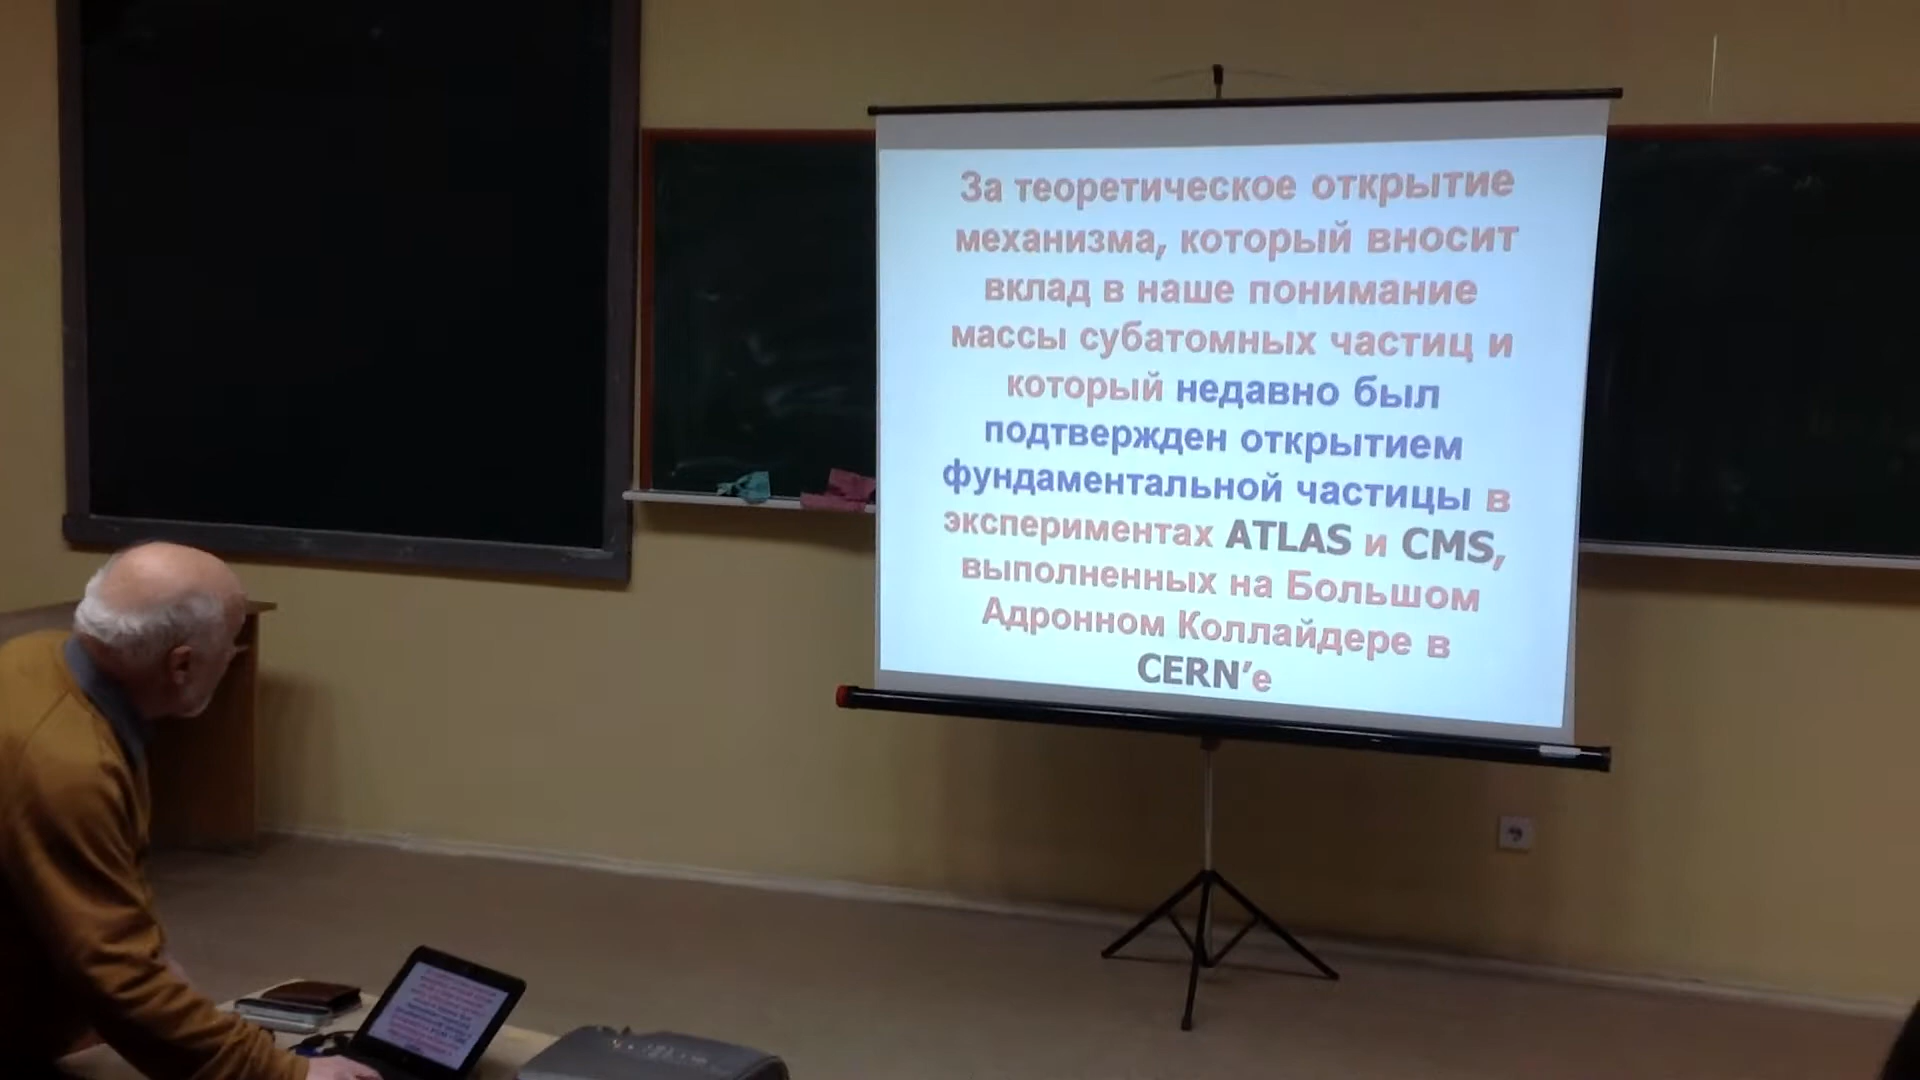 За теоретическое открытие
механизма, который вносит
вклад в наше понимание
массы субатомных частиц и
который недавно был
подтвержден открытием
фундаментальной частицы в
экспериментах ATLAS и CMS,
выполненных на Большом
Адронном Коллайдере в
CERN’е